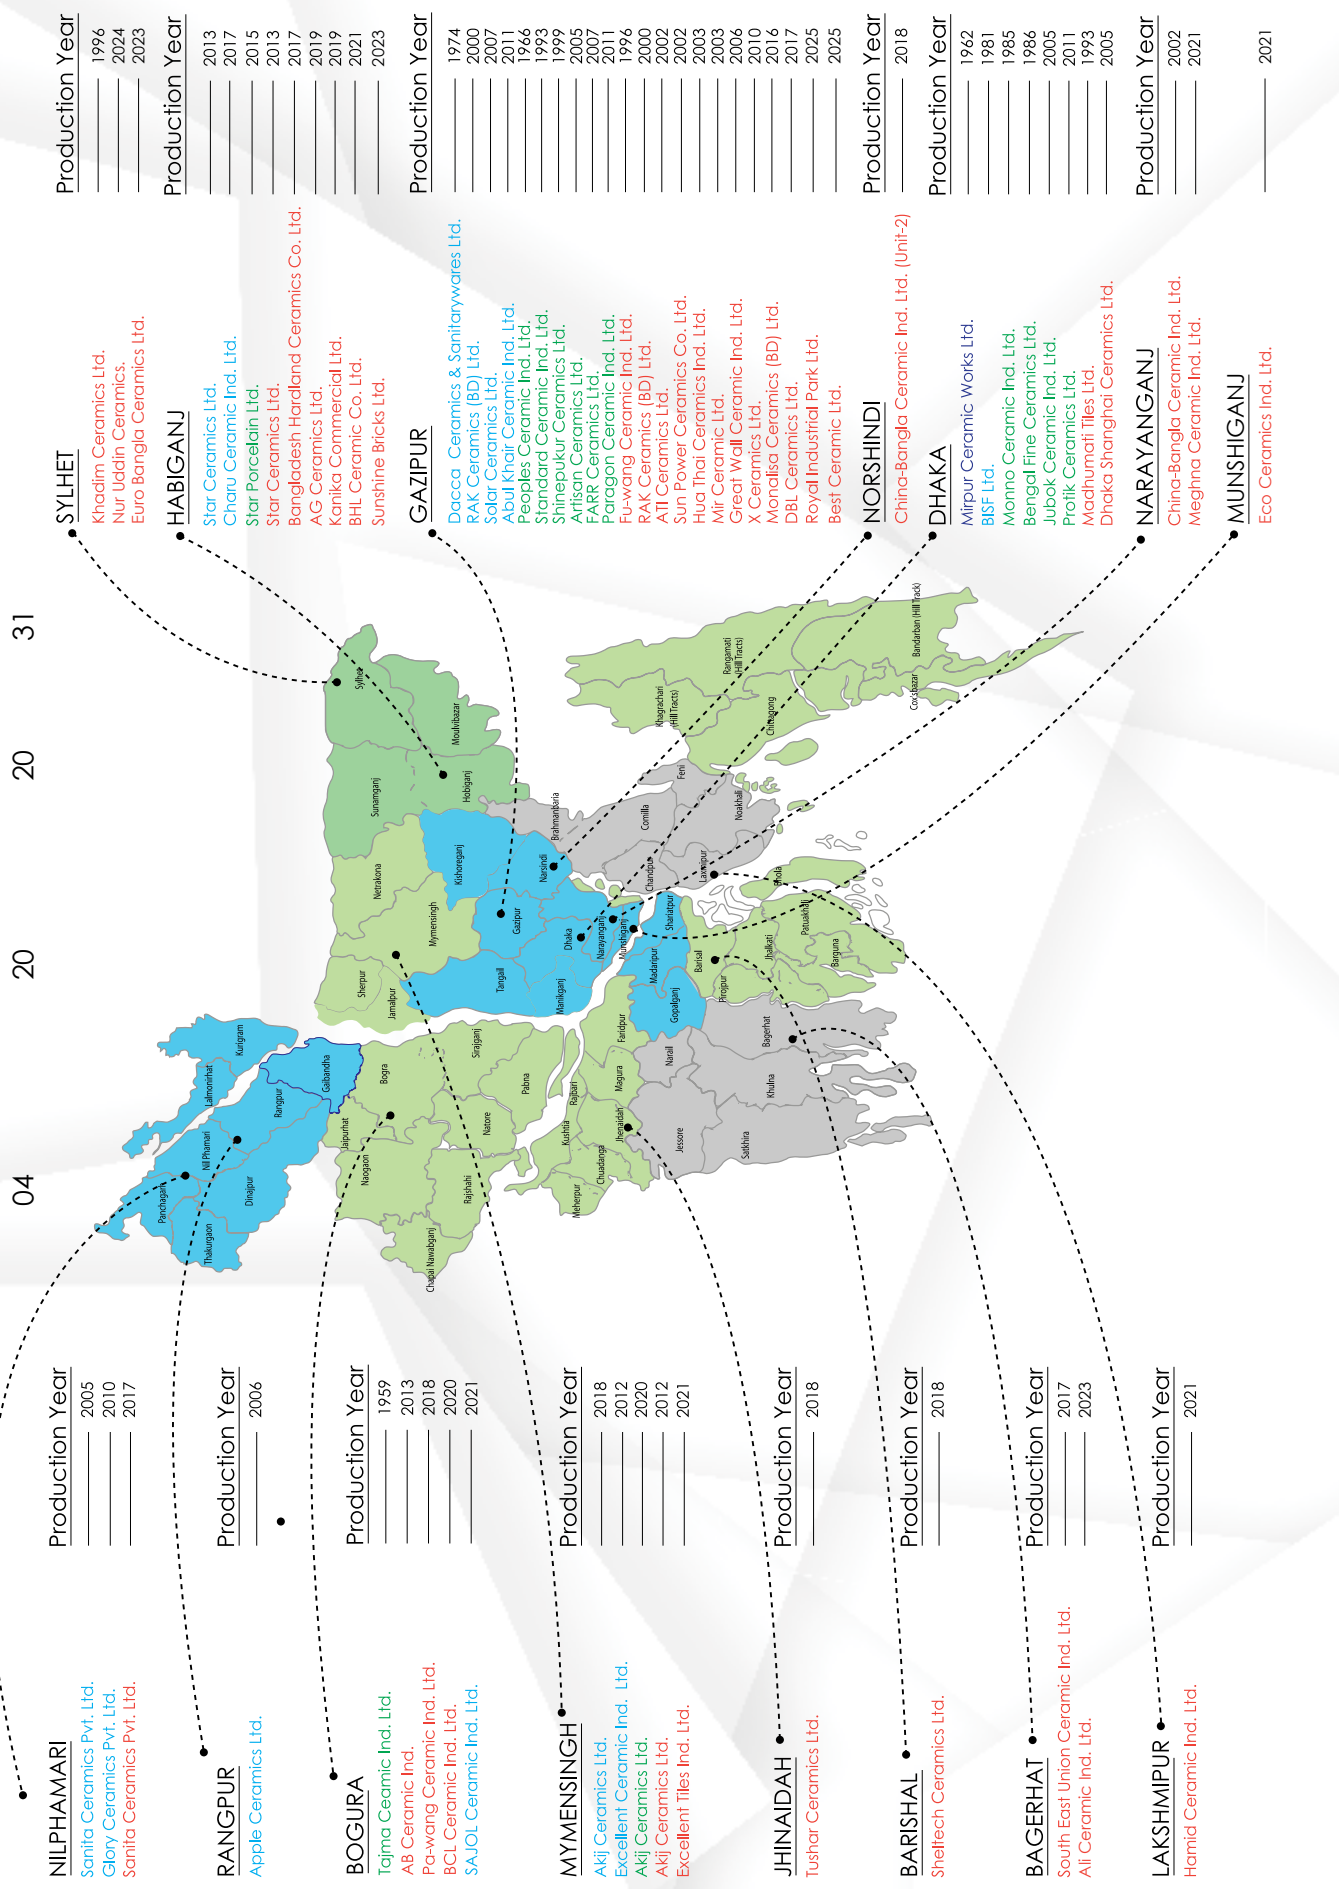 04 20 20 31
NILPHAMARI Production Year
Sanita Ceramics Pvt. Ltd. 2005
Glory Ceramics Pvt. Ltd. 2010
Sanita Ceramics Pvt. Ltd. 2017
RANGPUR Production Year
Apple Ceramics Ltd. 2006
BOGURA Production Year
Tajma Ceamic Ind. Ltd. 1959
AB Ceramic Ind. 2013
Pa-wang Ceramic Ind. Ltd. 2018
BCL Ceramic Ind. Ltd. 2020
SAJOL Ceramic Ind. Ltd. 2021
MYMENSINGH Production Year
Akij Ceramics Ltd. 2018
Excellent Ceramic Ind. Ltd. 2012
Akij Ceramics Ltd. 2020
Akij Ceramics Ltd. 2012
Excellent Tiles Ind. Ltd. 2021
JHINAIDAH Production Year
Tushar Ceramics Ltd. 2018
BARISHAL Production Year
Sheltech Ceramics Ltd. 2018
BAGERHAT Production Year
South East Union Ceramic Ind. Ltd. 2017
Ali Ceramic Ind. Ltd. 2023
LAKSHMIPUR Production Year
Hamid Ceramic Ind. Ltd. 2021
Panchagarh
Thakurgaon
Nil Phamari
Lalmonirhat
Kurigram
Dinajpur
Rangpur
Gaibandha
Jaipurhat
Naogaon
Bogra
Chapai Nawabganj
Rajshahi
Natore
Sirajganj
Pabna
Sherpur
Jamalpur
Mymensingh
Netrakona
Sunamganj
Sylhet
Hobiganj
Moulvibazar
Kishoreganj
Tangail
Gazipur
Narsindi
Manikganj
Dhaka
Narayanganj
Munshiganj
Brahmanbaria
Meherpur
Kushtia
Chuadanga
Jhenaidah
Rajbari
Magura
Faridpur
Madaripur
Shariatpur
Gopalganj
Narail
Jessore
Satkhira
Khulna
Bagerhat
Pirojpur
Barisal
Jhalkati
Barguna
Patuakhali
Bhola
Chandpur
Comilla
Laxmipur
Noakhali
Feni
Khagrachari
(Hill Tracts)
Rangamati
(Hill Tracts)
Chittagong
Bandarban (Hill Track)
Cox'sbazar
SYLHET Production Year
Khadim Ceramics Ltd. 1996
Nur Uddin Ceramics. 2024
Euro Bangla Ceramics Ltd. 2023
HABIGANJ Production Year
Star Ceramics Ltd. 2013
Charu Ceramic Ind. Ltd. 2017
Star Porcelain Ltd. 2015
Star Ceramics Ltd. 2013
Bangladesh Hardland Ceramics Co. Ltd. 2017
AG Ceramics Ltd. 2019
Kanika Commercial Ltd. 2019
BHL Ceramic Co. Ltd. 2021
Sunshine Bricks Ltd. 2023
GAZIPUR Production Year
Dacca Ceramics & Sanitarywares Ltd. 1974
RAK Ceramics (BD) Ltd. 2000
Solar Ceramics Ltd. 2007
Abul Khair Ceramic Ind. Ltd. 2011
Peoples Ceramic Ind. Ltd. 1966
Standard Ceramic Ind. Ltd. 1993
Shinepukur Ceramics Ltd. 1999
Artisan Ceramics Ltd. 2005
FARR Ceramics Ltd. 2007
Paragon Ceramic Ind. Ltd. 2011
Fu-wang Ceramic Ind. Ltd. 1996
RAK Ceramics (BD) Ltd. 2000
ATI Ceramics Ltd. 2002
Sun Power Ceramics Co. Ltd. 2002
Hua Thai Ceramics Ind. Ltd. 2003
Mir Ceramic Ltd. 2003
Great Wall Ceramic Ind. Ltd. 2006
X Ceramics Ltd. 2010
Monalisa Ceramics (BD) Ltd. 2016
DBL Ceramics Ltd. 2017
Royal Industrial Park Ltd. 2025
Best Ceramic Ltd. 2025
NORSHINDI Production Year
China-Bangla Ceramic Ind. Ltd. (Unit-2) 2018
DHAKA Production Year
Mirpur Ceramic Works Ltd. 1962
BISF Ltd. 1981
Monno Ceramic Ind. Ltd. 1985
Bengal Fine Ceramics Ltd. 1986
Jubok Ceramic Ind. Ltd. 2005
Protik Ceramics Ltd. 2011
Madhumati Tiles Ltd. 1993
Dhaka Shanghai Ceramics Ltd. 2005
NARAYANGANJ Production Year
China-Bangla Ceramic Ind. Ltd. 2002
Meghna Ceramic Ind. Ltd. 2021
MUNSHIGANJ
Eco Ceramics Ind. Ltd. 2021